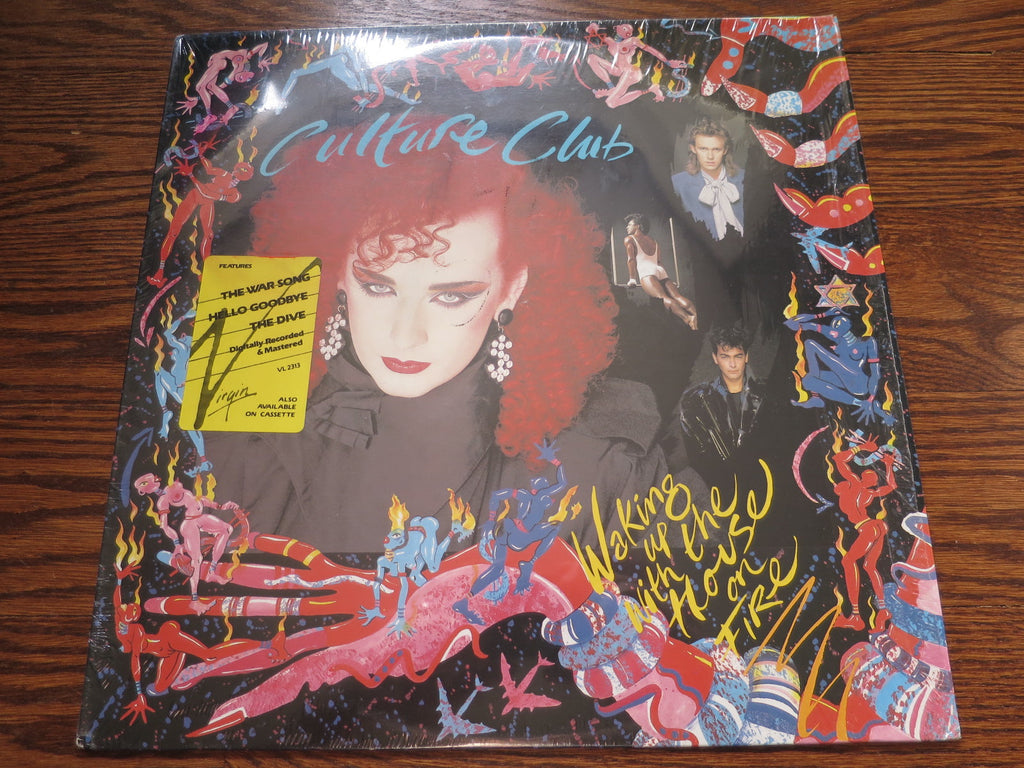 Culture Club
FEATURES
THE WAR SONG
HELLO GOODBYE
THE DIVE
Digitally Recorded
& Mastered
VL 2313
Virgin
ALSO
AVAILABLE
ON CASSETTE
Waking
up the
with
House
on
FIRE